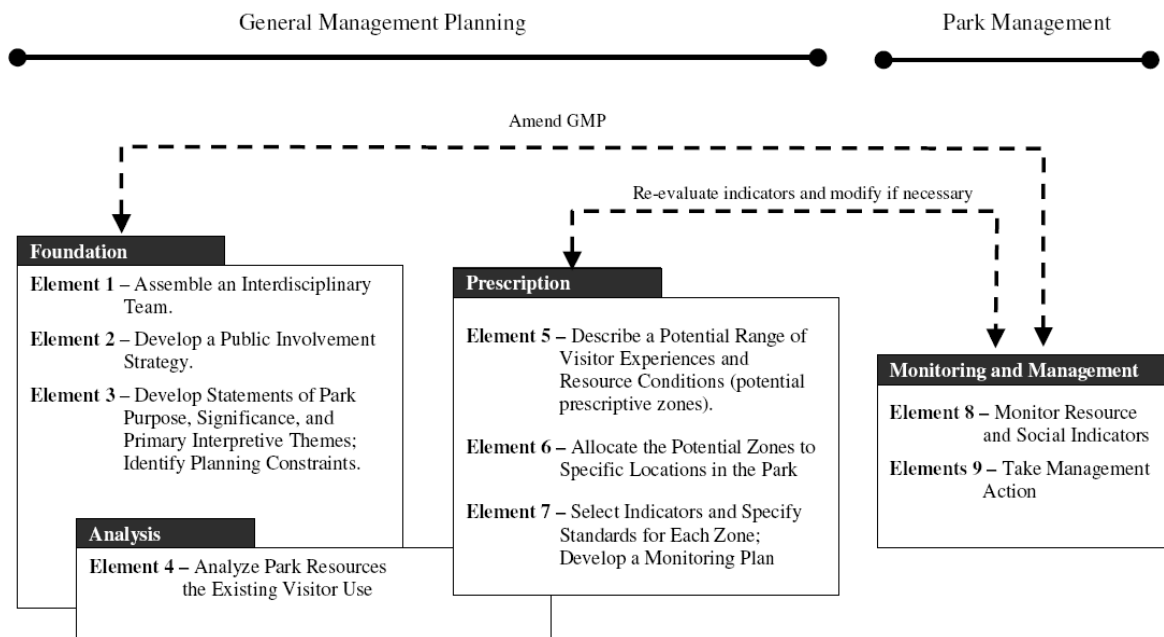 General Management Planning
Park Management
Amend GMP
Re-evaluate indicators and modify if necessary
Foundation
Element 1 – Assemble an Interdisciplinary
Team.
Element 2 – Develop a Public Involvement
Strategy.
Element 3 – Develop Statements of Park
Purpose, Significance, and
Primary Interpretive Themes;
Identify Planning Constraints.
Analysis
Element 4 – Analyze Park Resources
the Existing Visitor Use
Prescription
Element 5 – Describe a Potential Range of
Visitor Experiences and
Resource Conditions (potential
prescriptive zones).
Element 6 – Allocate the Potential Zones to
Specific Locations in the Park
Element 7 – Select Indicators and Specify
Standards for Each Zone;
Develop a Monitoring Plan
Monitoring and Management
Element 8 – Monitor Resource
and Social Indicators
Elements 9 – Take Management
Action